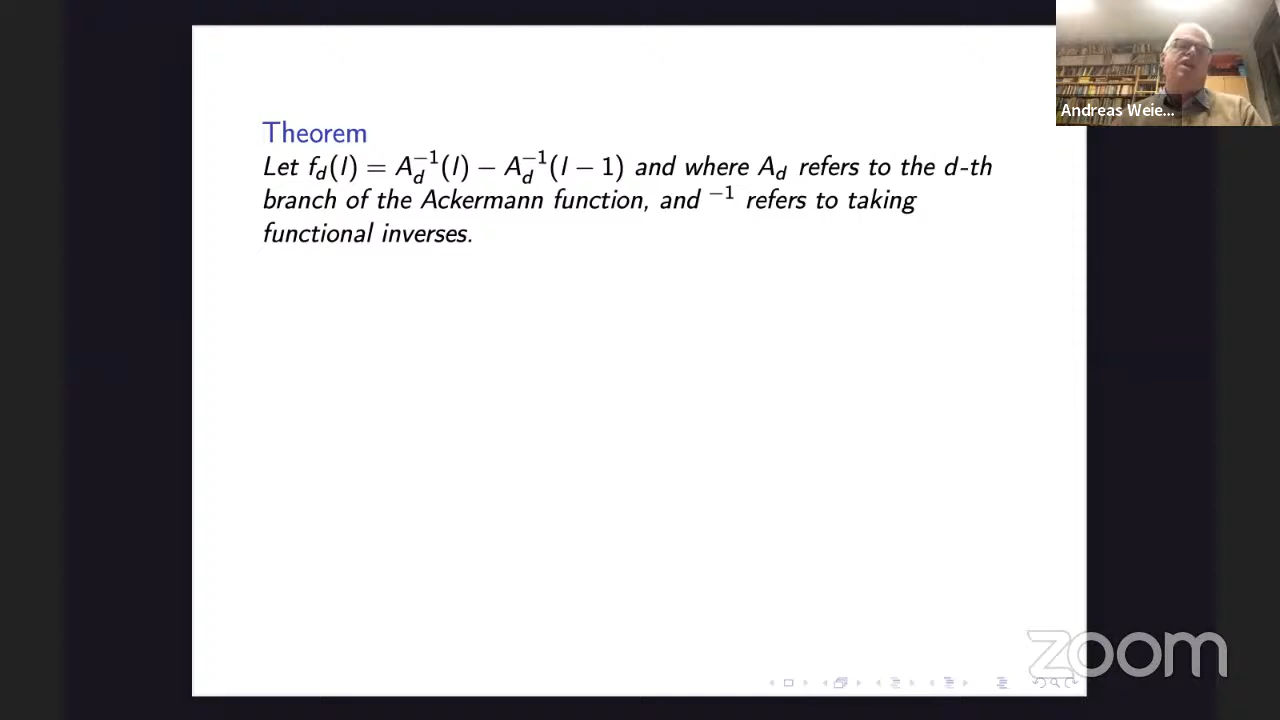 Andreas Weie...
Theorem
Let f_d(l) = A_d^{-1}(l) − A_d^{-1}(l − 1) and where A_d refers to the d-th
branch of the Ackermann function, and ^{-1} refers to taking
functional inverses.
zoom